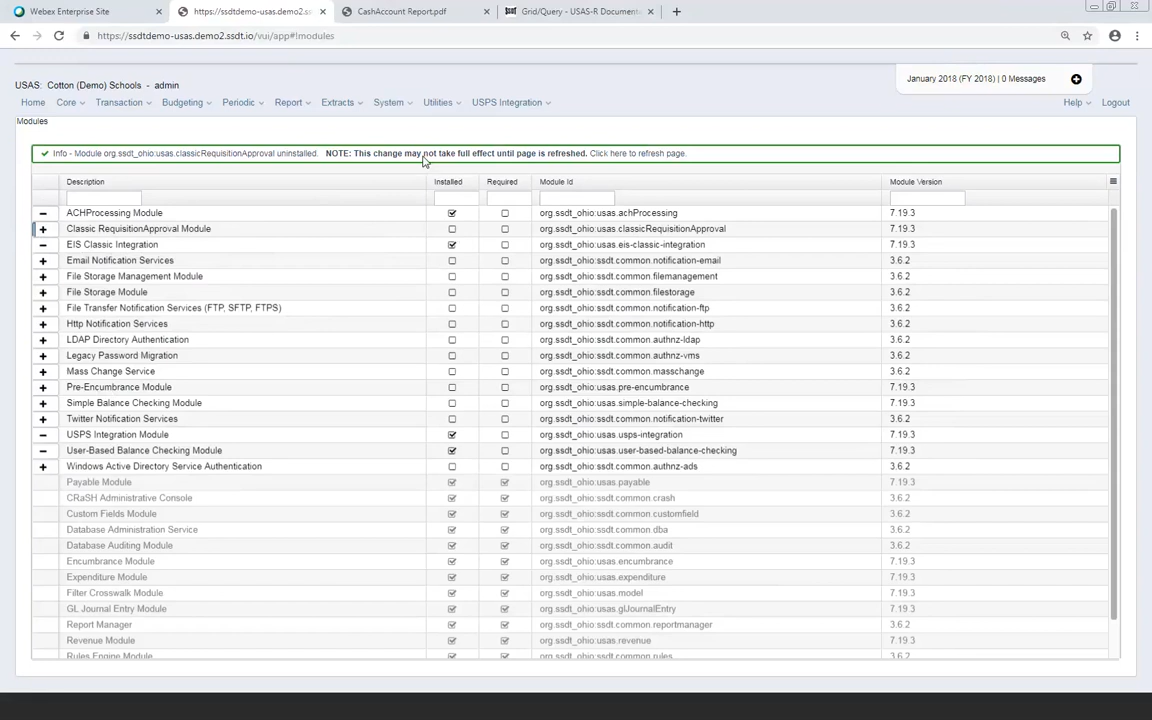 Webex Enterprise Site
https://ssdtdemo-usas.demo2.ss
CashAccount Report.pdf
Grid/Query - USAS-R Documenta
https://ssdtdemo-usas.demo2.ssdt.io/vui/app#!modules
January 2018 (FY 2018) | 0 Messages
USAS: Cotton (Demo) Schools - admin
Home Core Transaction Budgeting Periodic Report Extracts System Utilities USPS Integration Help Logout
Modules
Info - Module org.ssdt_ohio:usas.classicRequisitionApproval uninstalled. NOTE: This change may not take full effect until page is refreshed. Click here to refresh page.
Description Installed Required Module Id Module Version
ACHProcessing Module org.ssdt_ohio:usas.achProcessing 7.19.3
Classic RequisitionApproval Module org.ssdt_ohio:usas.classicRequisitionApproval 7.19.3
EIS Classic Integration org.ssdt_ohio:usas.eis-classic-integration 7.19.3
Email Notification Services org.ssdt_ohio:ssdt.common.notification-email 3.6.2
File Storage Management Module org.ssdt_ohio:ssdt.common.filemanagement 3.6.2
File Storage Module org.ssdt_ohio:ssdt.common.filestorage 3.6.2
File Transfer Notification Services (FTP, SFTP, FTPS) org.ssdt_ohio:ssdt.common.notification-ftp 3.6.2
Http Notification Services org.ssdt_ohio:ssdt.common.notification-http 3.6.2
LDAP Directory Authentication org.ssdt_ohio:ssdt.common.authnz-ldap 3.6.2
Legacy Password Migration org.ssdt_ohio:ssdt.common.authnz-vms 3.6.2
Mass Change Service org.ssdt_ohio:ssdt.common.masschange 3.6.2
Pre-Encumbrance Module org.ssdt_ohio:usas.pre-encumbrance 7.19.3
Simple Balance Checking Module org.ssdt_ohio:usas.simple-balance-checking 7.19.3
Twitter Notification Services org.ssdt_ohio:ssdt.common.notification-twitter 3.6.2
USPS Integration Module org.ssdt_ohio:usas.usps-integration 7.19.3
User-Based Balance Checking Module org.ssdt_ohio:usas.user-based-balance-checking 7.19.3
Windows Active Directory Service Authentication org.ssdt_ohio:ssdt.common.authnz-ads 3.6.2
Payable Module org.ssdt_ohio:usas.payable 7.19.3
CRaSH Administrative Console org.ssdt_ohio:ssdt.common.crash 3.6.2
Custom Fields Module org.ssdt_ohio:ssdt.common.customfield 3.6.2
Database Administration Service org.ssdt_ohio:ssdt.common.dba 3.6.2
Database Auditing Module org.ssdt_ohio:ssdt.common.audit 3.6.2
Encumbrance Module org.ssdt_ohio:usas.encumbrance 7.19.3
Expenditure Module org.ssdt_ohio:usas.expenditure 7.19.3
Filter Crosswalk Module org.ssdt_ohio:usas.model 7.19.3
GL Journal Entry Module org.ssdt_ohio:usas.glJournalEntry 7.19.3
Report Manager org.ssdt_ohio:ssdt.common.reportmanager 3.6.2
Revenue Module org.ssdt_ohio:usas.revenue 7.19.3
Rules Engine Module org.ssdt_ohio:ssdt.common.rules 3.6.2